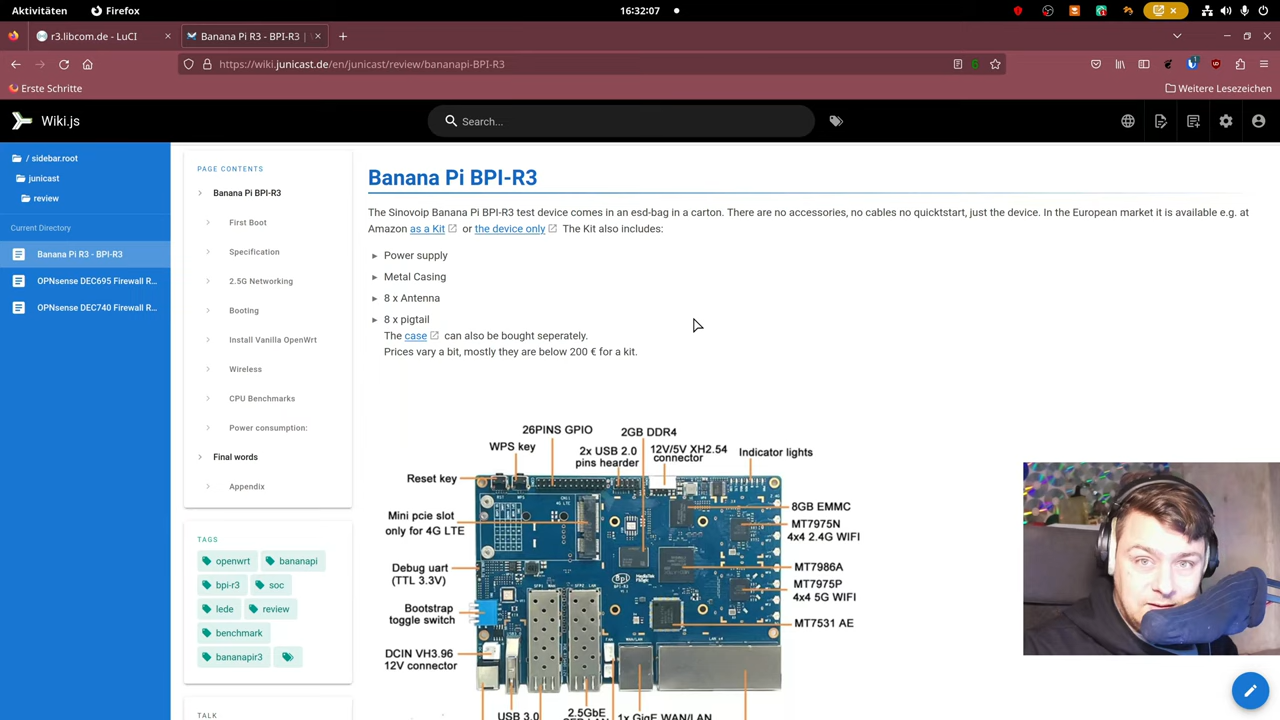 Aktivitäten
Firefox
16:32:07
r3.libcom.de - LuCI
Banana Pi R3 - BPI-R3 |
https://wiki.junicast.de/en/junicast/review/bananapi-BPI-R3
Erste Schritte
Weitere Lesezeichen
Wiki.js
Search...
/ sidebar.root
junicast
review
Current Directory
Banana Pi R3 - BPI-R3
OPNsense DEC695 Firewall R...
OPNsense DEC740 Firewall R...
PAGE CONTENTS
Banana Pi BPI-R3
First Boot
Specification
2.5G Networking
Booting
Install Vanilla OpenWrt
Wireless
CPU Benchmarks
Power consumption:
Final words
Appendix
TAGS
openwrt
bananapi
bpi-r3
soc
lede
review
benchmark
bananapir3
TALK
Banana Pi BPI-R3
The Sinovoip Banana Pi BPI-R3 test device comes in an esd-bag in a carton. There are no accessories, no cables no quickstart, just the device. In the European market it is available e.g. at
Amazon as a Kit or the device only The Kit also includes:
Power supply
Metal Casing
8 x Antenna
8 x pigtail
The case can also be bought seperately.
Prices vary a bit, mostly they are below 200 € for a kit.
26PINS GPIO
2GB DDR4
WPS key
2x USB 2.0
pins hearder
12V/5V XH2.54
connector
Indicator lights
Reset key
8GB EMMC
Mini pcie slot
only for 4G LTE
MT7975N
4x4 2.4G WIFI
Debug uart
(TTL 3.3V)
MT7986A
MT7975P
4x4 5G WIFI
Bootstrap
toggle switch
MT7531 AE
DCIN VH3.96
12V connector
USB 3.0
2.5GbE
1x GigE WAN/LAN